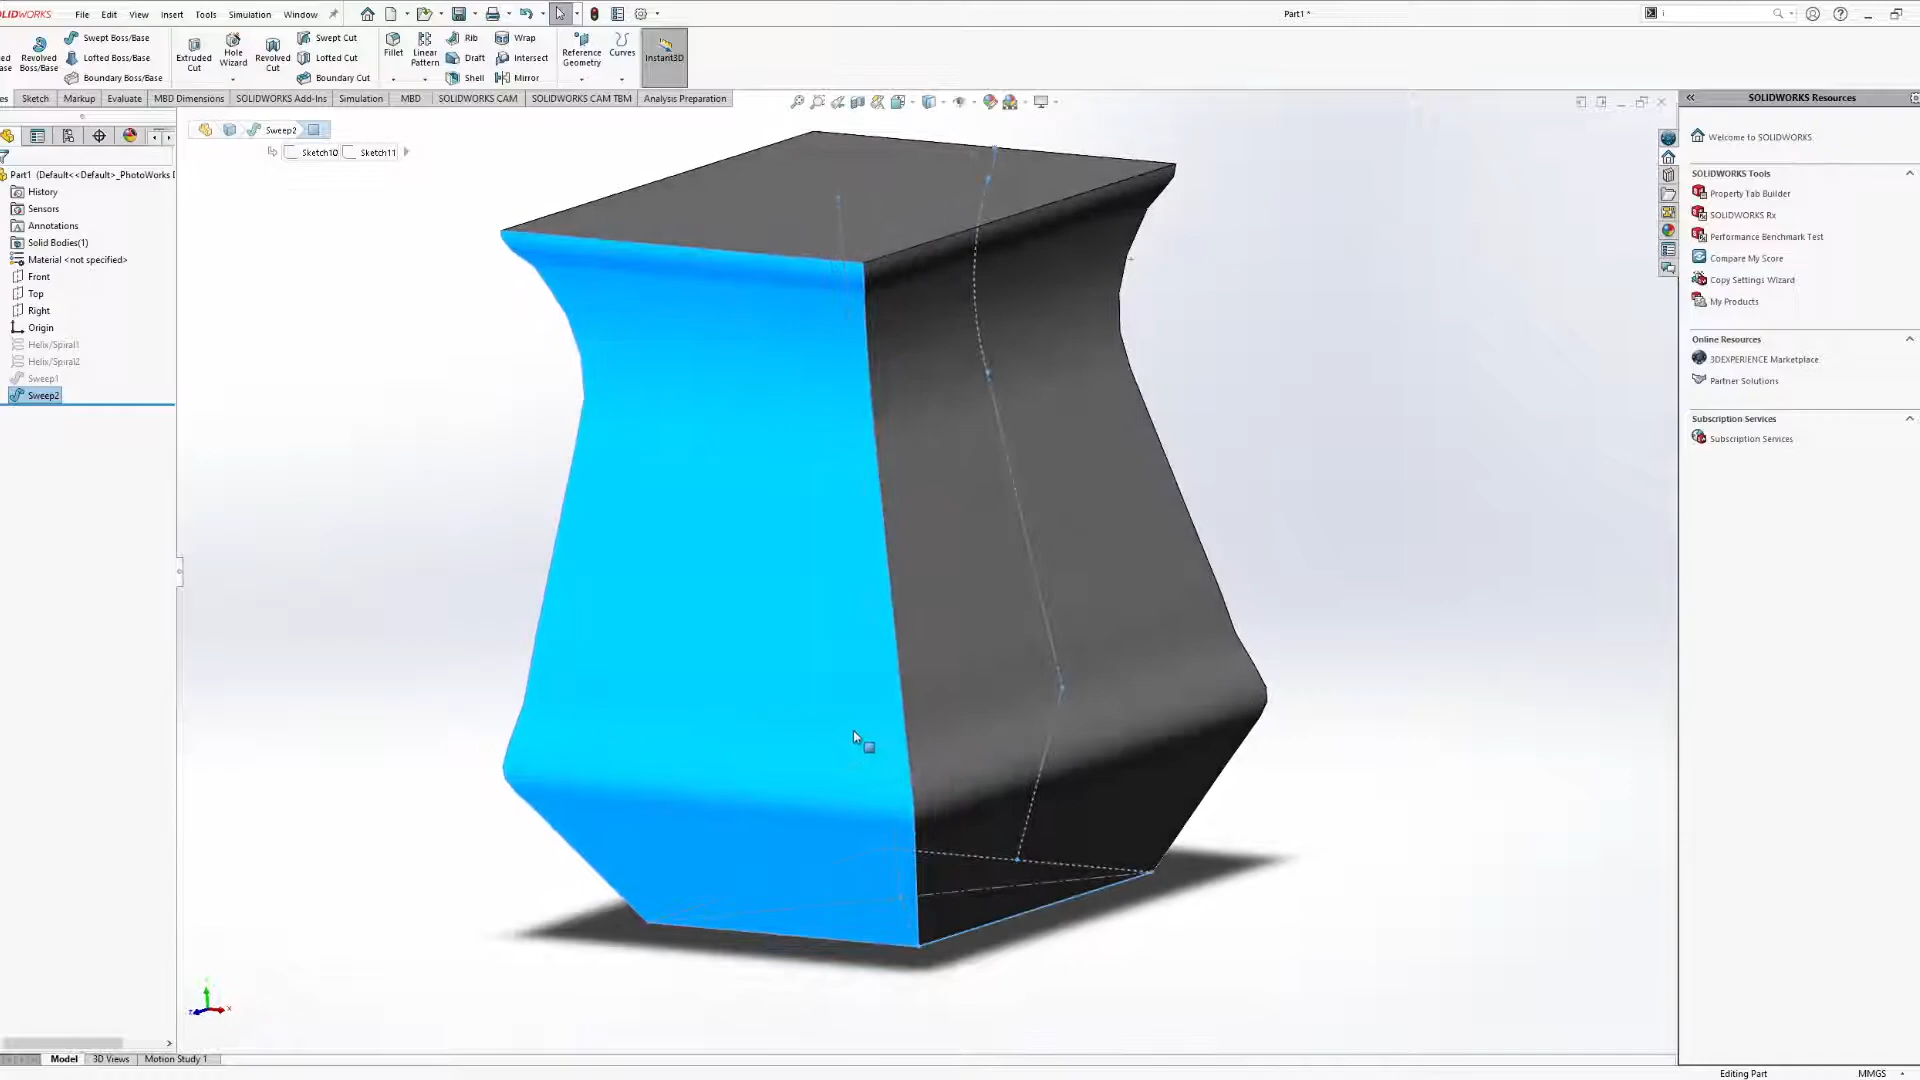 OLIDWORKS File Edit View Insert Tools Simulation Window Part1 *
Revolved Boss/Base
Swept Boss/Base
Lofted Boss/Base
Boundary Boss/Base
Extruded Cut
Hole Wizard
Revolved Cut
Swept Cut
Lofted Cut
Boundary Cut
Fillet
Linear Pattern
Rib
Draft
Shell
Wrap
Intersect
Mirror
Reference Geometry
Curves
Instant3D
es Sketch Markup Evaluate MBD Dimensions SOLIDWORKS Add-Ins Simulation MBD SOLIDWORKS CAM SOLIDWORKS CAM TBM Analysis Preparation
Sweep2
Sketch10 Sketch11
Part1 (Default<<Default>_PhotoWorks D
History
Sensors
Annotations
Solid Bodies(1)
Material <not specified>
Front
Top
Right
Origin
Helix/Spiral1
Helix/Spiral2
Sweep1
Sweep2
SOLIDWORKS Resources
Welcome to SOLIDWORKS
SOLIDWORKS Tools
Property Tab Builder
SOLIDWORKS Rx
Performance Benchmark Test
Compare My Score
Copy Settings Wizard
My Products
Online Resources
3DEXPERIENCE Marketplace
Partner Solutions
Subscription Services
Subscription Services
Model 3D Views Motion Study 1
Editing Part MMGS